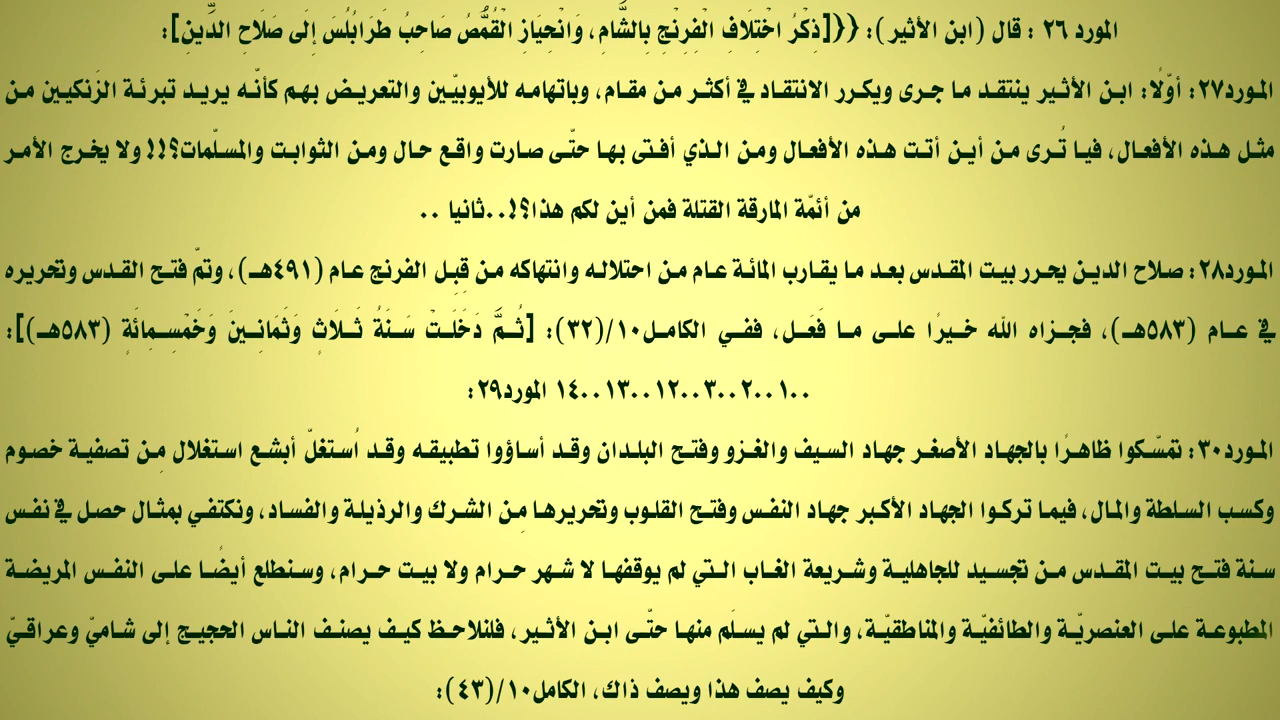 المورد ٢٦ : قال (ابن الأثير): {{[ذِكْرُ اخْتِلَافِ الْفِرِنْجِ بِالشَّامِ، وَانْحِيَازِ الْقُمُّصُ صَاحِبُ طَرَابُلُسَ إِلَى صَلَاحِ الدِّينِ]:
المورد٢٧: أوّلًا: ابن الأثير ينتقد ما جرى ويكرر الانتقاد في أكثر من مقام، وباتهامه للأيوبيّين والتعريض بهم كأنّه يريد تبرئة الزنكيين من
مثل هذه الأفعال، فيا تُرى من أين أتت هذه الأفعال ومن الذي أفتى بها حتّى صارت واقع حال ومن الثوابت والمسلّمات؟!! ولا يخرج الأمر
من أئمّة المارقة القتلة فمن أين لكم هذا؟!..ثانيا ..
المورد٢٨: صلاح الدين يحرر بيت المقدس بعد ما يقارب المائة عام من احتلاله وانتهاكه من قِبل الفرنج عام (٤٩١هـ)، وتمّ فتح القدس وتحريره
في عام (٥٨٣هـ)، فجزاه الله خيرًا على ما فَعَل، ففي الكامل١٠/(٣٢): [ثُمَّ دَخَلَتْ سَنَةُ ثَلَاثٍ وَثَمَانِينَ وَخَمْسِمِائَةٍ (٥٨٣هـ)]:
١..٢..٣..١٢..١٣..١٤.. المورد٢٩:
المورد٣٠: تمسّكوا ظاهرًا بالجهاد الأصغر جهاد السيف والغزو وفتح البلدان وقد أساؤوا تطبيقه وقد اُستغلّ أبشع استغلال مِن تصفية خصوم
وكسب السلطة والمال، فيما تركوا الجهاد الأكبر جهاد النفس وفتح القلوب وتحريرها مِن الشرك والرذيلة والفساد، ونكتفي بمثال حصل في نفس
سنة فتح بيت المقدس من تجسيد للجاهلية وشريعة الغاب التي لم يوقفها لا شهر حرام ولا بيت حرام، وسنطلع أيضًا على النفس المريضة
المطبوعة على العنصريّة والطائفيّة والمناطقيّة، والتي لم يسلَم منها حتّى ابن الأثير، فلنلاحظ كيف يصنف الناس الحجيج إلى شاميّ وعراقيّ
وكيف يصف هذا ويصف ذاك، الكامل١٠/(٤٣):